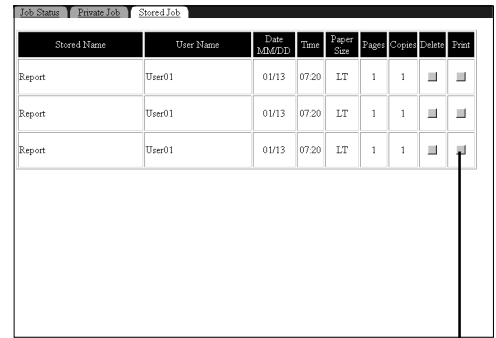 Job Status Private Job Stored Job
Stored Name User Name Date MM/DD Time Paper Size Pages Copies Delete Print
Report User01 01/13 07:20 LT 1 1
Report User01 01/13 07:20 LT 1 1
Report User01 01/13 07:20 LT 1 1